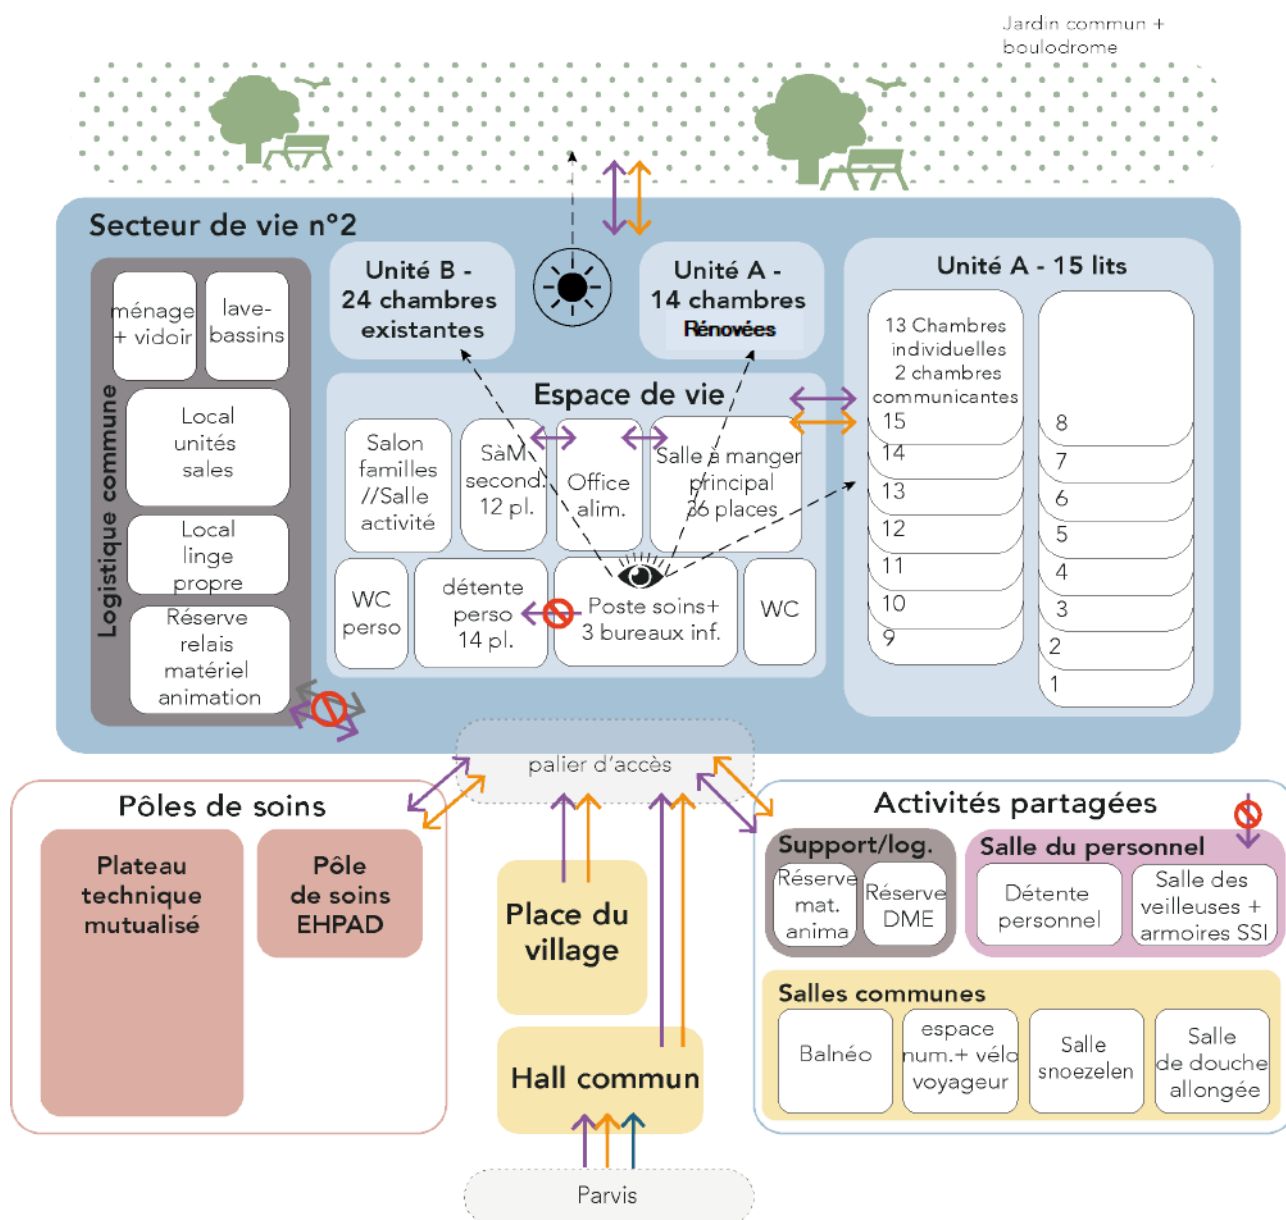 Jardin commun +
boulodrome
Secteur de vie n°2
Logistique commune
ménage
+ vidoir
lave-
bassins
Local
unités
sales
Local
linge
propre
Réserve
relais
matériel
animation
Unité B -
24 chambres
existantes
Unité A -
14 chambres
Rénovées
Espace de vie
Salon
familles
//Salle
activité
SàM
second.
12 pl.
Office
alim.
Salle à manger
principal
36 places
WC
perso
détente
perso
14 pl.
Poste soins+
3 bureaux inf.
WC
Unité A - 15 lits
13 Chambres
individuelles
2 chambres
communicantes
15
14
13
12
11
10
9
8
7
6
5
4
3
2
1
palier d'accès
Pôles de soins
Plateau
technique
mutualisé
Pôle
de soins
EHPAD
Place du
village
Hall commun
Parvis
Activités partagées
Support/log.
Réserve
mat.
anima
Réserve
DME
Salle du personnel
Détente
personnel
Salle des
veilleuses +
armoires SSI
Salles communes
Balnéo
espace
num.+ vélo
voyageur
Salle
snoezelen
Salle
de douche
allongée